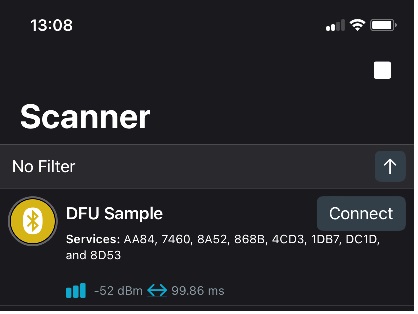 13:08
Scanner
No Filter
DFU Sample
Connect
Services: AA84, 7460, 8A52, 868B, 4CD3, 1DB7, DC1D,
and 8D53
-52 dBm
99.86 ms